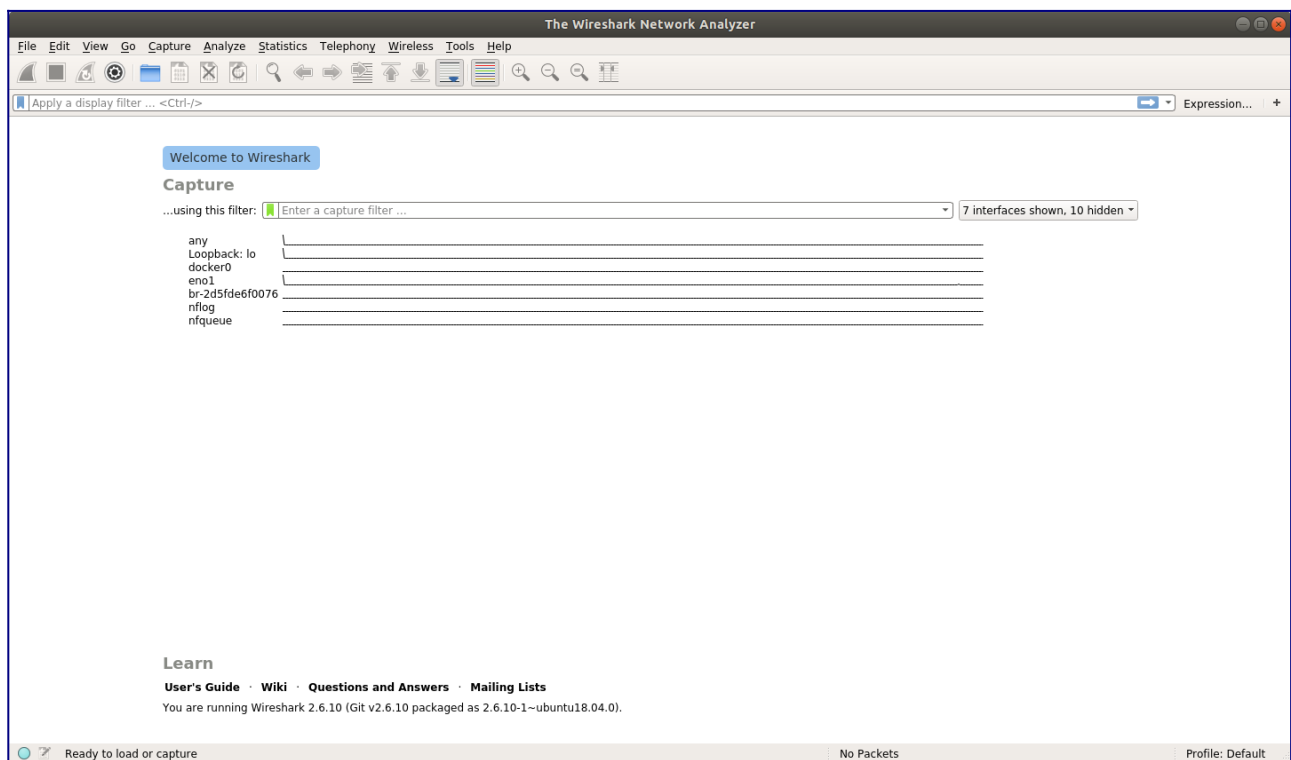 The Wireshark Network Analyzer
File Edit View Go Capture Analyze Statistics Telephony Wireless Tools Help
Apply a display filter ... <Ctrl-/> Expression... +
Welcome to Wireshark
Capture
...using this filter: Enter a capture filter ... 7 interfaces shown, 10 hidden
any
Loopback: lo
docker0
eno1
br-2d5fde6f0076
nflog
nfqueue
Learn
User's Guide · Wiki · Questions and Answers · Mailing Lists
You are running Wireshark 2.6.10 (Git v2.6.10 packaged as 2.6.10-1~ubuntu18.04.0).
Ready to load or capture No Packets Profile: Default